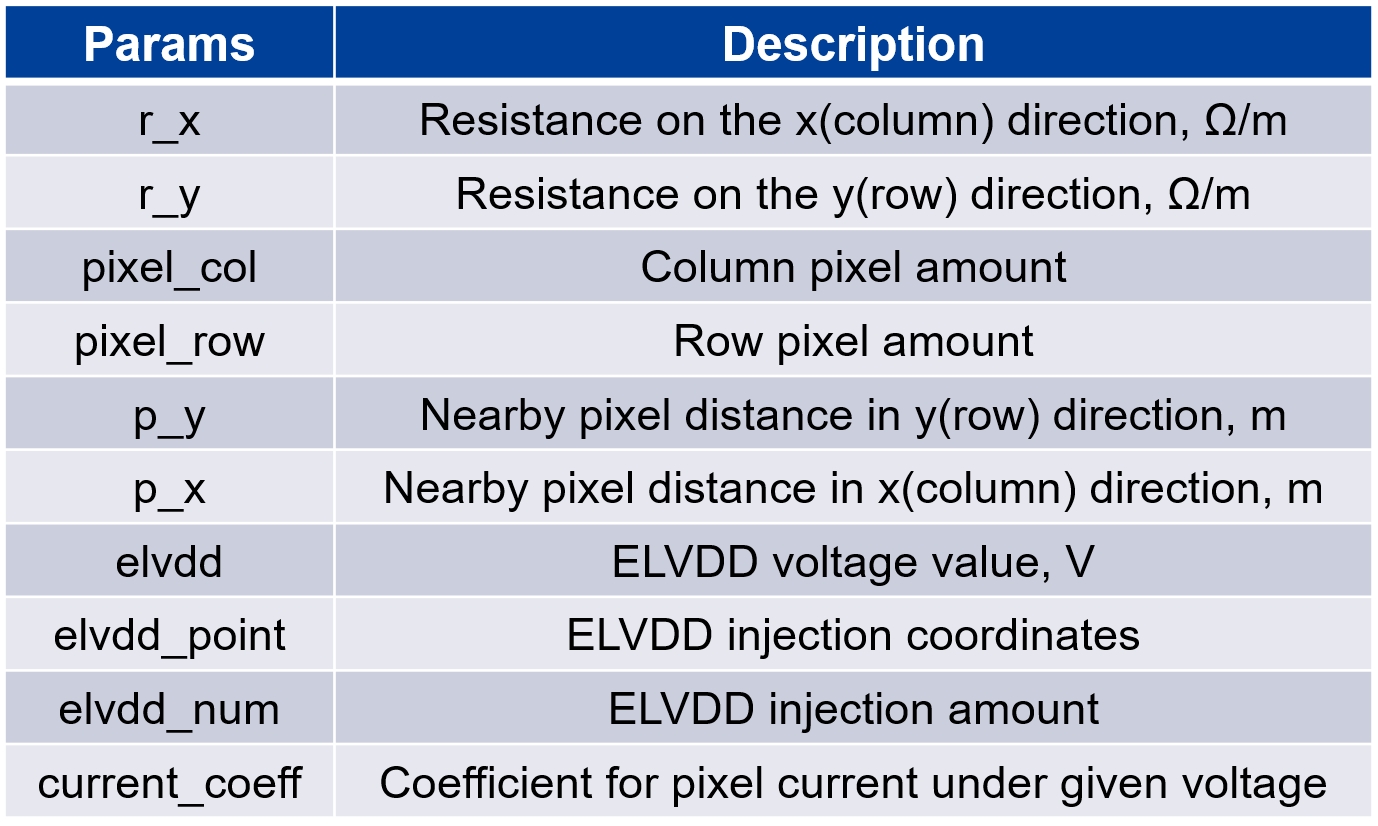 Params Description
r_x Resistance on the x(column) direction, Ω/m
r_y Resistance on the y(row) direction, Ω/m
pixel_col Column pixel amount
pixel_row Row pixel amount
p_y Nearby pixel distance in y(row) direction, m
p_x Nearby pixel distance in x(column) direction, m
elvdd ELVDD voltage value, V
elvdd_point ELVDD injection coordinates
elvdd_num ELVDD injection amount
current_coeff Coefficient for pixel current under given voltage